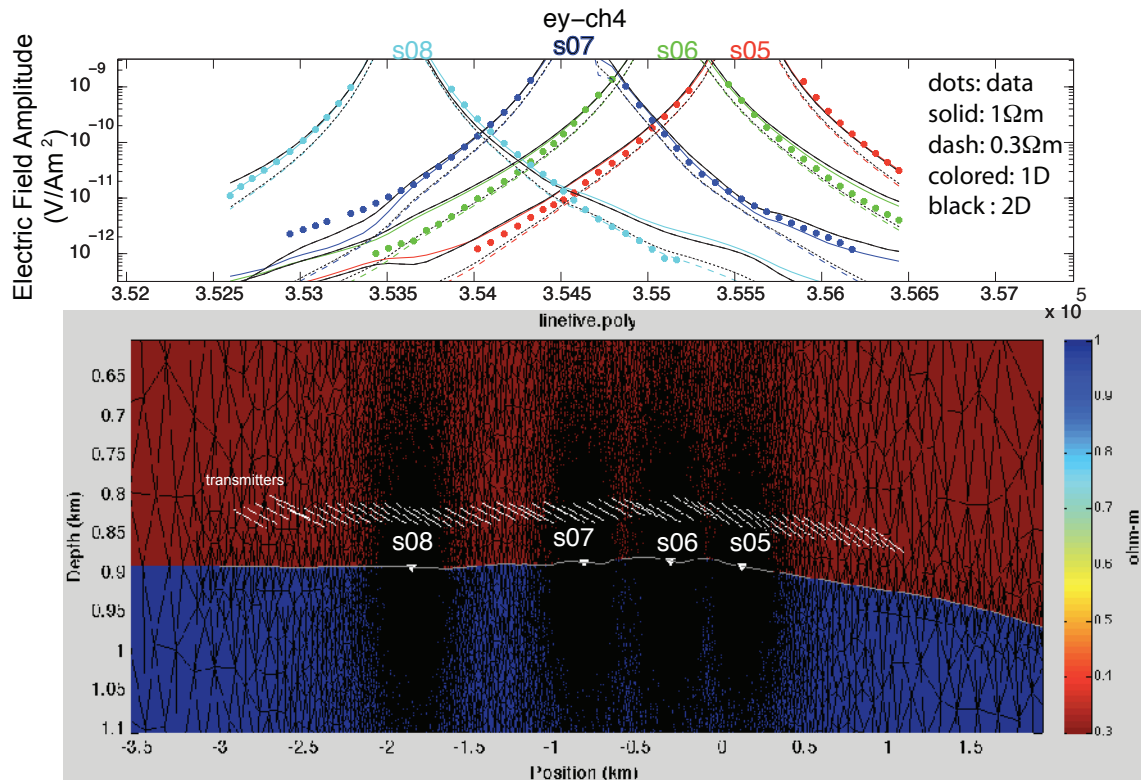 ey-ch4
s08 s07 s06 s05
Electric Field Amplitude
(V/Am²)
10⁻⁹
10⁻¹⁰
10⁻¹¹
10⁻¹²
dots: data
solid: 1Ωm
dash: 0.3Ωm
colored: 1D
black : 2D
3.52 3.53 3.535 3.54 3.545 3.55 3.555 3.56 3.565 3.57 5
x 10
linefive.poly
0.65
0.7
0.75
0.8
0.85
0.9
0.95
1
1.05
1.1
Depth (km)
transmitters
s08 s07 s06 s05
-3.5 -3 -2.5 -2 -1.5 -1 -0.5 0 0.5 1 1.5
Position (km)
1
0.9
0.8
0.7
0.6
0.5
0.4
0.1
0.3
ohm-m